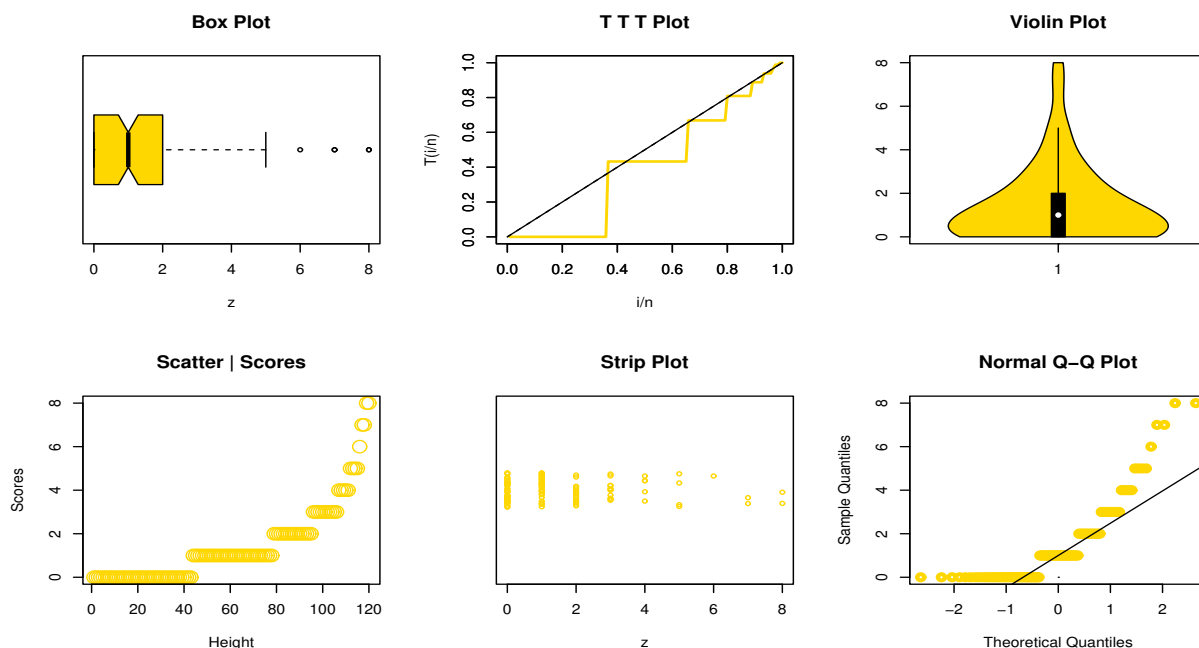 Box Plot
0 2 4 6 8
z
T T T Plot
1.0
0.8
0.6
0.4
0.2
0.0
T(i/n)
0.0 0.2 0.4 0.6 0.8 1.0
i/n
Violin Plot
8
6
4
2
0
1
Scatter | Scores
8
6
4
2
0
Scores
0 20 40 60 80 100 120
Height
Strip Plot
0 2 4 6 8
z
Normal Q−Q Plot
8
6
4
2
0
Sample Quantiles
−2 −1 0 1 2
Theoretical Quantiles